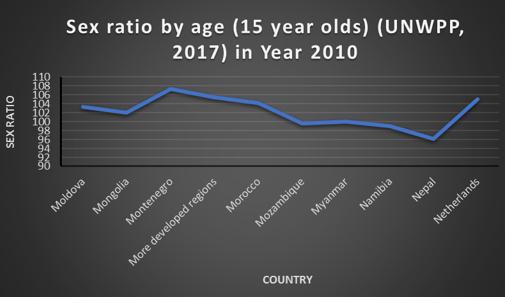 Sex ratio by age (15 year olds) (UNWPP,
2017) in Year 2010
110
108
106
104
102
100
98
96
94
92
90
SEX RATIO
Moldova
Mongolia
Montenegro
More developed regions
Morocco
Mozambique
Myanmar
Namibia
Nepal
Netherlands
COUNTRY